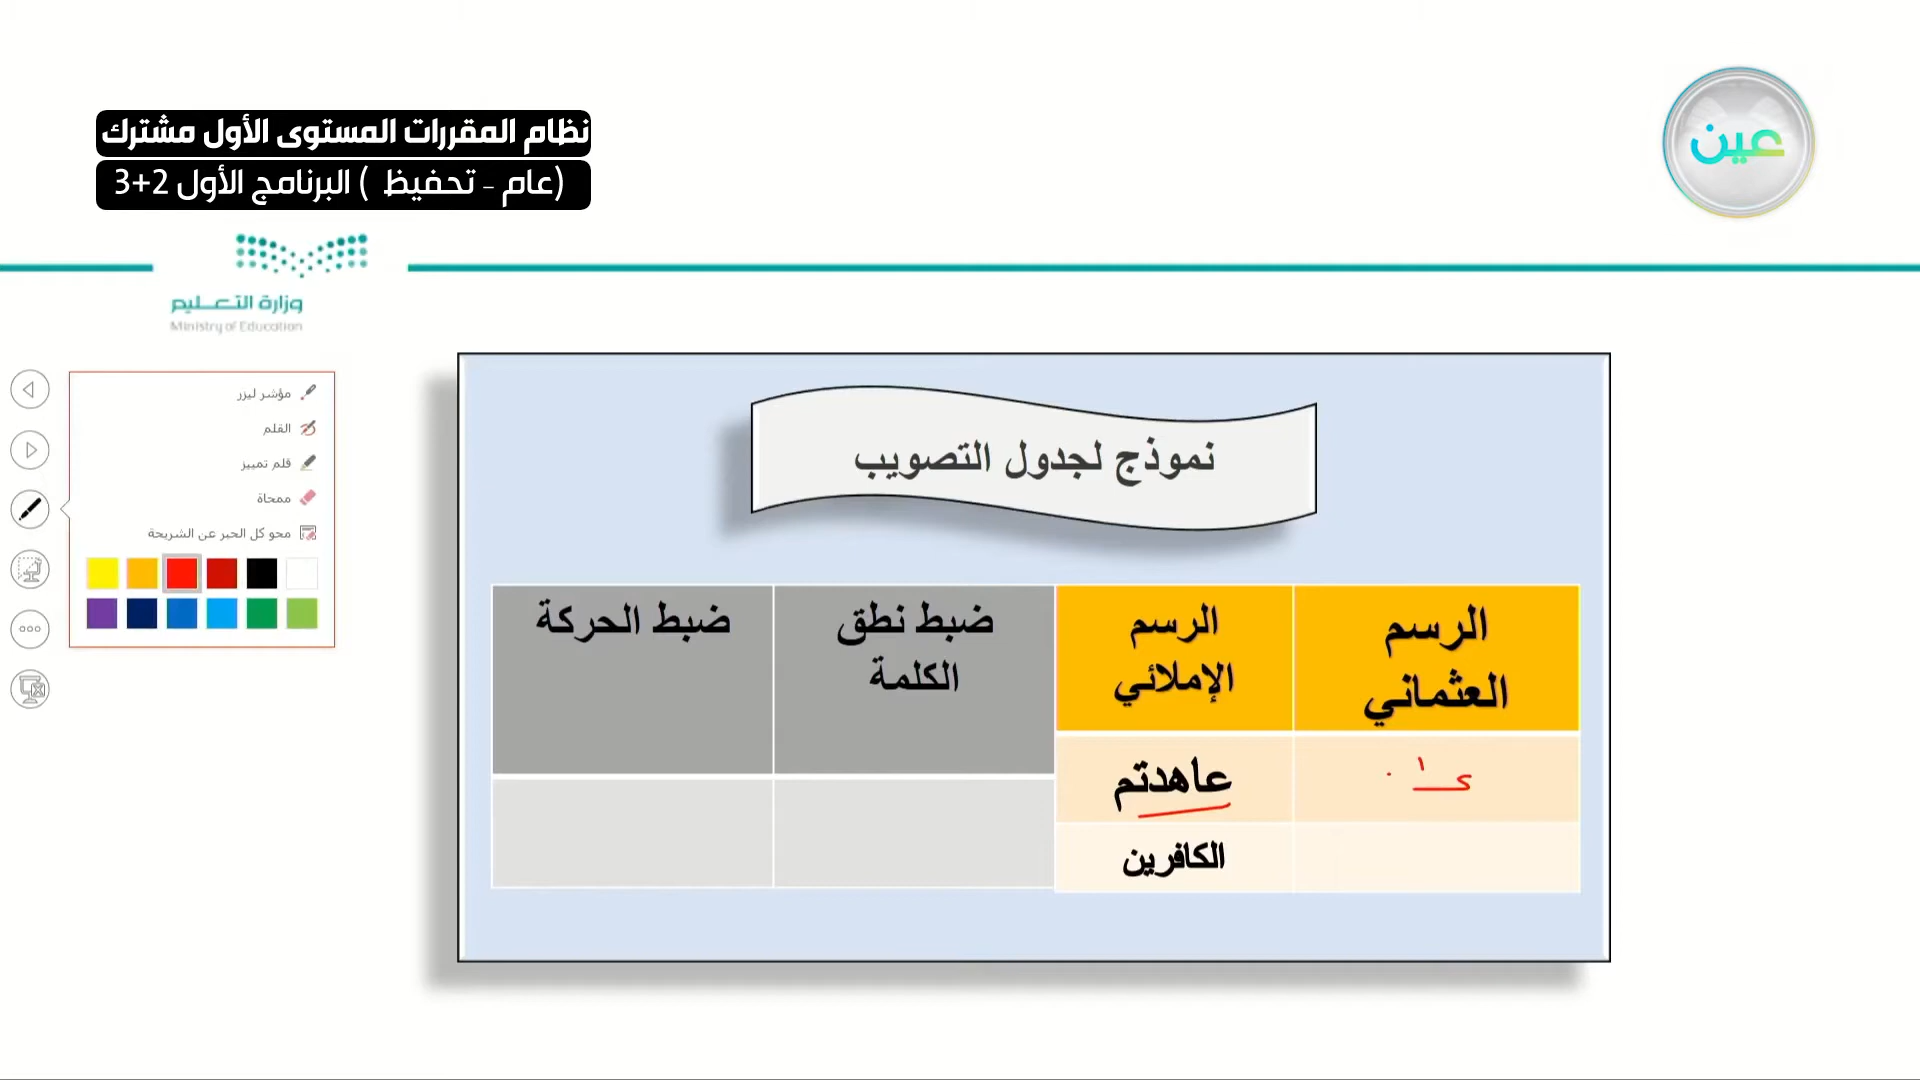 نظام المقررات المستوى الأول مشترك
(عام - تحفيظ ) البرنامج الأول 2+3
عين
وزارة التعليم
Ministry of Education
مؤشر ليزر
القلم
قلم تمييز
ممحاة
محو كل الحبر عن الشريحة
نموذج لجدول التصويب
الرسم العثماني
الرسم الإملائي
ضبط نطق الكلمة
ضبط الحركة
عاهدتم
الكافرين